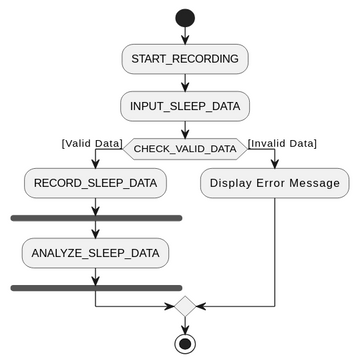 START_RECORDING
INPUT_SLEEP_DATA
[Valid Data]
CHECK_VALID_DATA
[Invalid Data]
RECORD_SLEEP_DATA
Display Error Message
ANALYZE_SLEEP_DATA